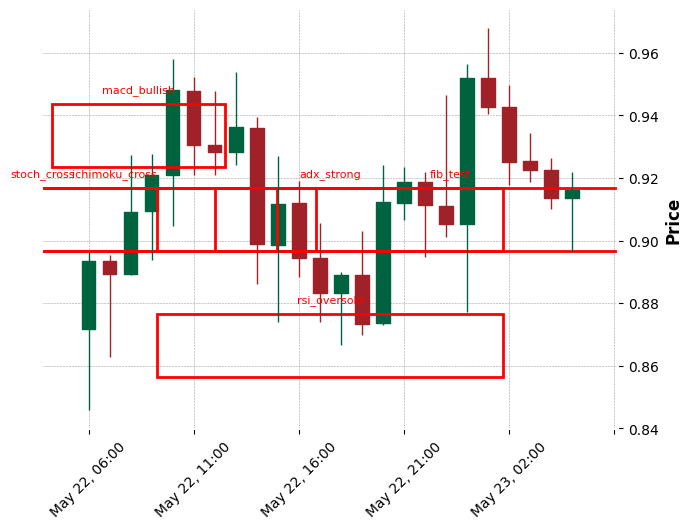 0.96
macd_bullish
0.94
0.92
stoch_cross
ichimoku_cross
adx_strong
fib_test
Price
0.90
0.88
rsi_oversold
0.86
0.84
May 22, 06:00
May 22, 11:00
May 22, 16:00
May 22, 21:00
May 23, 02:00